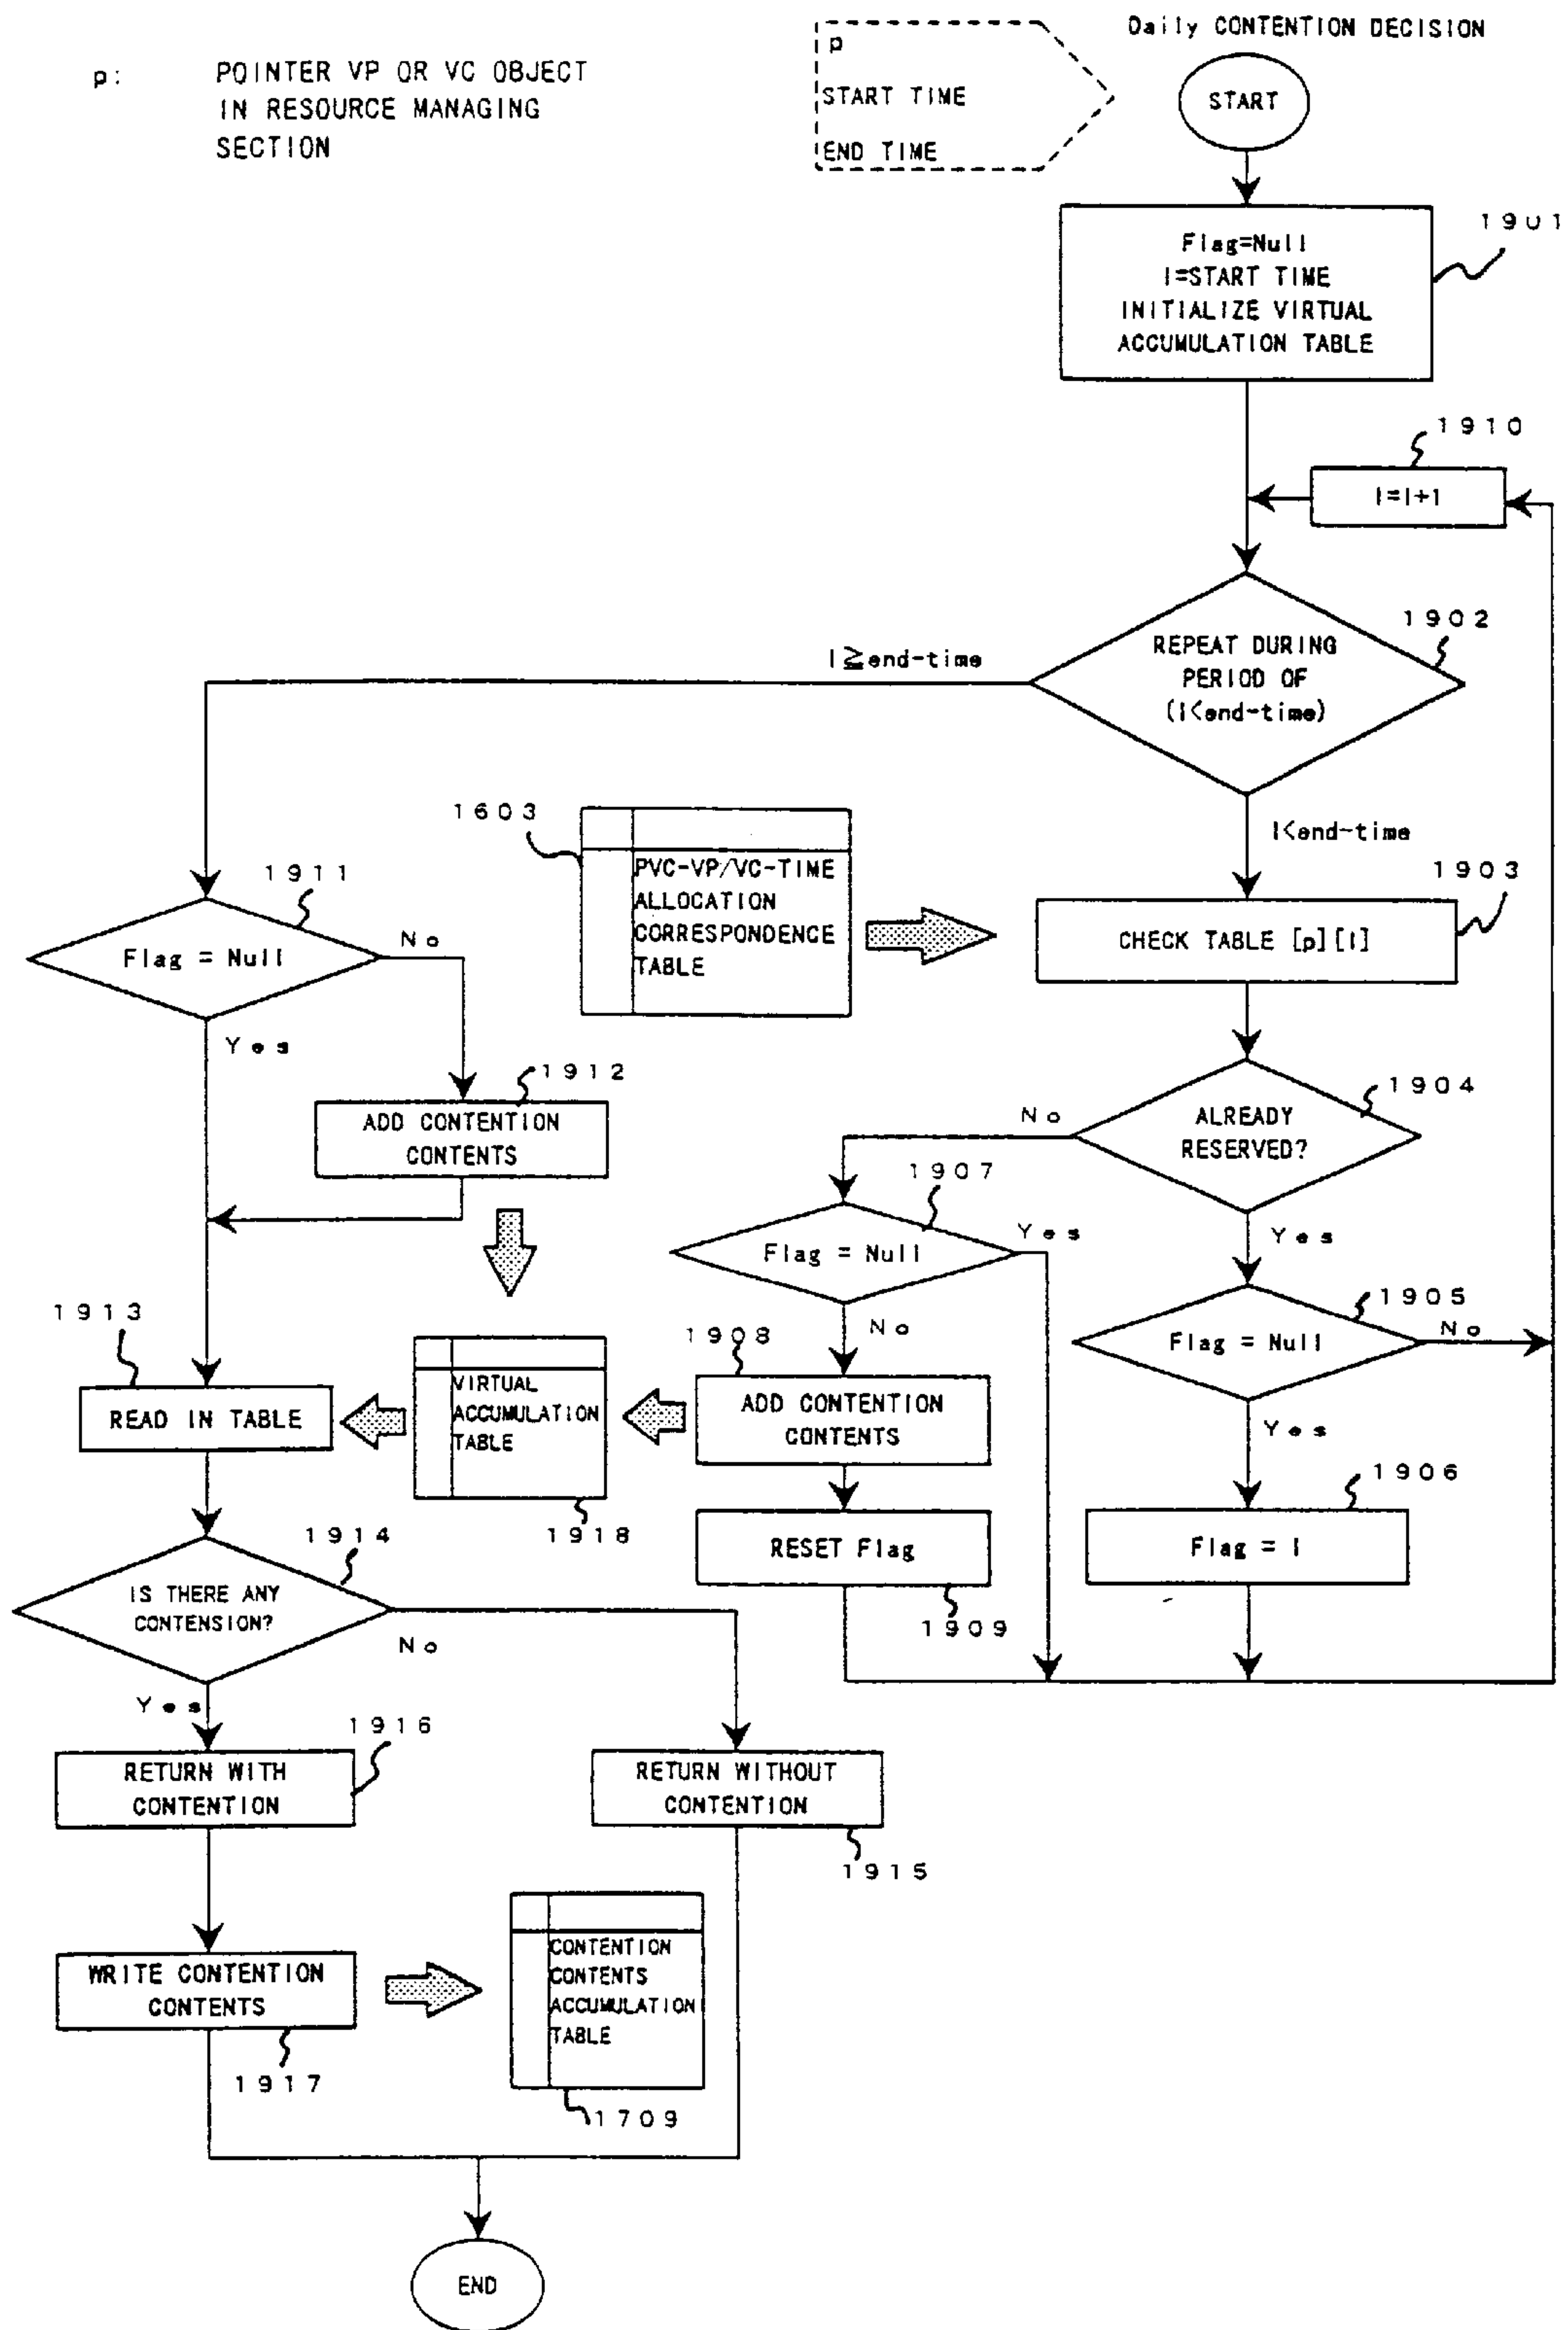 Daily CONTENTION DECISION
p: POINTER VP OR VC OBJECT
IN RESOURCE MANAGING
SECTION
p
START TIME
END TIME
START
Flag=Null
I=START TIME
INITIALIZE VIRTUAL
ACCUMULATION TABLE
1901
1910
I=I+1
1902
REPEAT DURING
PERIOD OF
(I<end-time)
I≧end-time
I<end-time
1603
PVC-VP/VC-TIME
ALLOCATION
CORRESPONDENCE
TABLE
1903
CHECK TABLE [p][I]
1911
Flag = Null
No
Yes
1912
ADD CONTENTION
CONTENTS
1904
ALREADY
RESERVED?
No
Yes
1907
Flag = Null
Yes
No
1905
Flag = Null
No
Yes
1913
READ IN TABLE
VIRTUAL
ACCUMULATION
TABLE
1918
1908
ADD CONTENTION
CONTENTS
1906
Flag = I
RESET Flag
1909
1914
IS THERE ANY
CONTENSION?
No
Yes
1916
RETURN WITH
CONTENTION
RETURN WITHOUT
CONTENTION
1915
WRITE CONTENTION
CONTENTS
1917
CONTENTION
CONTENTS
ACCUMULATION
TABLE
1709
END